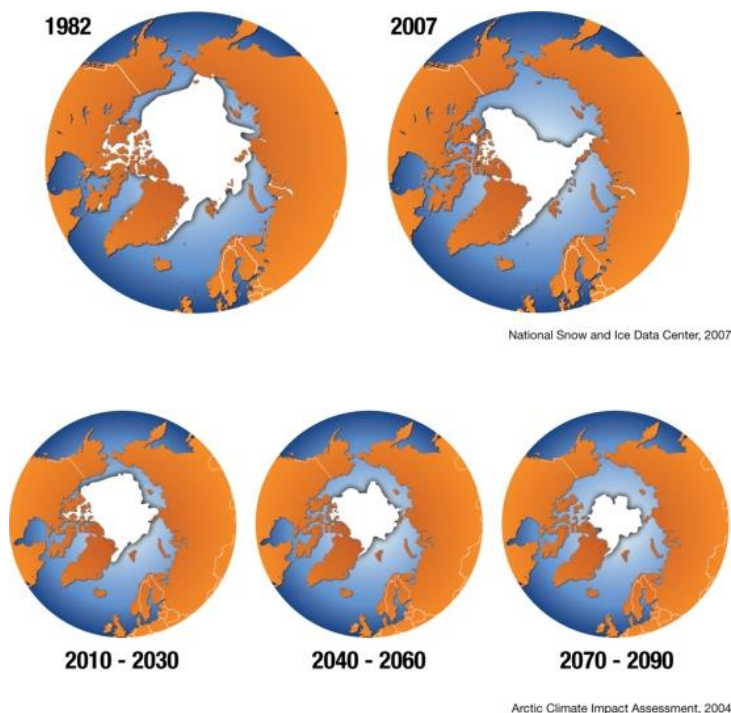 1982
2007
National Snow and Ice Data Center, 2007
2010 - 2030
2040 - 2060
2070 - 2090
Arctic Climate Impact Assessment, 2004